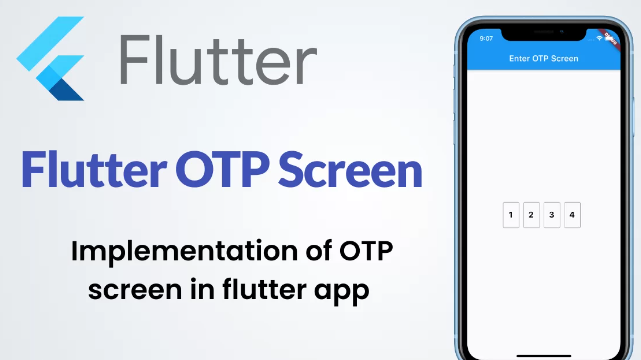 Flutter
Flutter OTP Screen
Implementation of OTP
screen in flutter app
9:07
Enter OTP Screen
1 2 3 4